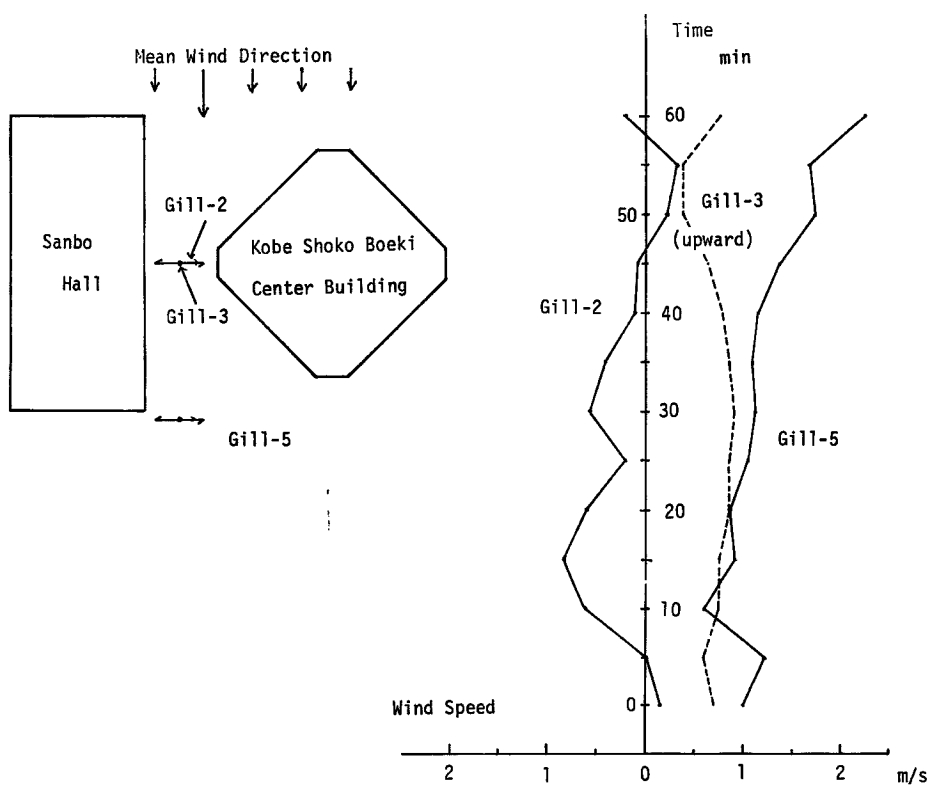 Mean Wind Direction
Gill-2
Sanbo
Hall
Kobe Shoko Boeki
Center Building
Gill-3
Gill-5
Time
min
60
50
40
30
20
10
0
Gill-3
(upward)
Gill-2
Gill-5
Wind Speed
2 1 0 1 2 m/s